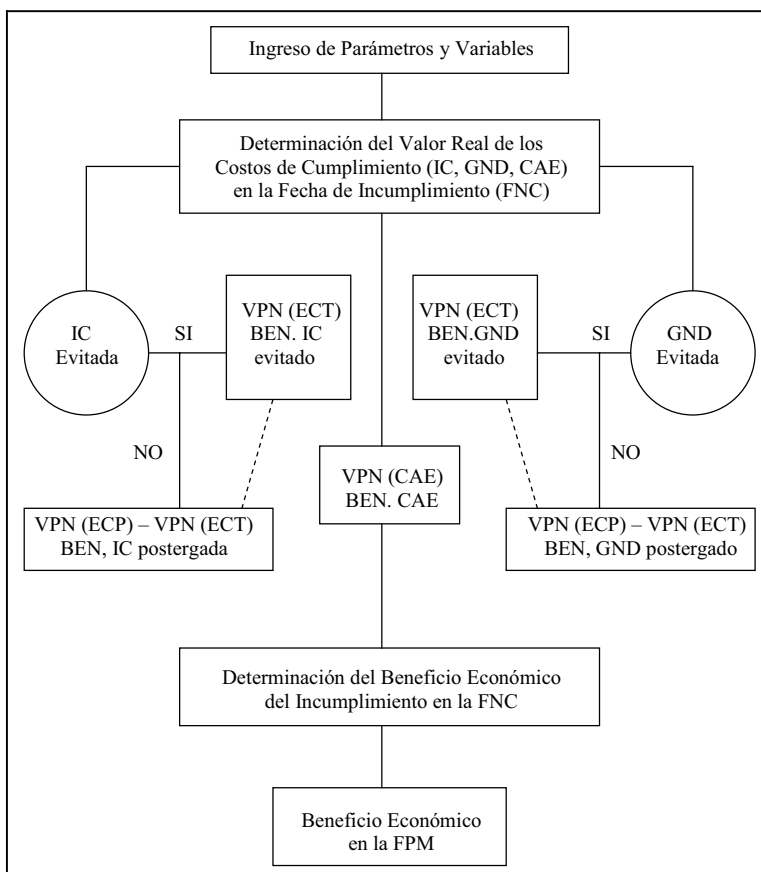 Ingreso de Parámetros y Variables
Determinación del Valor Real de los
Costos de Cumplimiento (IC, GND, CAE)
en la Fecha de Incumplimiento (FNC)
IC
Evitada
SI
VPN (ECT)
BEN. IC
evitado
VPN (ECT)
BEN.GND
evitado
SI
GND
Evitada
NO
NO
VPN (CAE)
BEN. CAE
VPN (ECP) – VPN (ECT)
BEN, IC postergada
VPN (ECP) – VPN (ECT)
BEN, GND postergado
Determinación del Beneficio Económico
del Incumplimiento en la FNC
Beneficio Económico
en la FPM